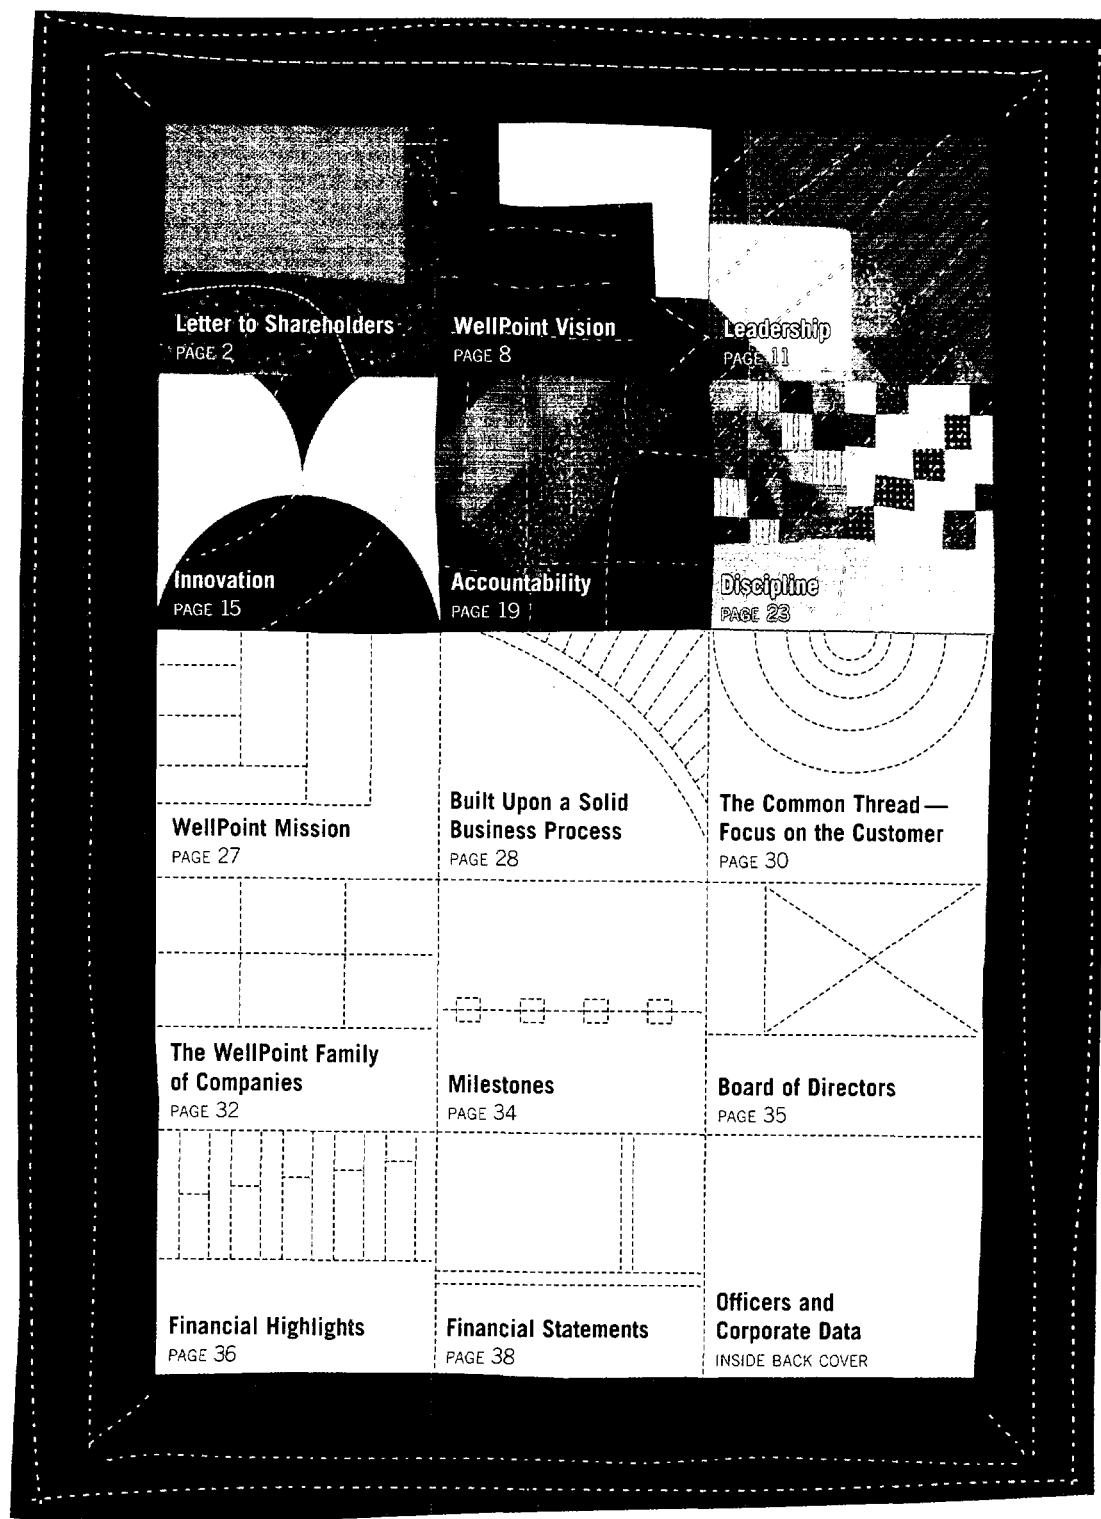 Letter to Shareholders
PAGE 2
WellPoint Vision
PAGE 8
Leadership
PAGE 11
Innovation
PAGE 15
Accountability
PAGE 19
Discipline
PAGE 23
WellPoint Mission
PAGE 27
Built Upon a Solid
Business Process
PAGE 28
The Common Thread —
Focus on the Customer
PAGE 30
The WellPoint Family
of Companies
PAGE 32
Milestones
PAGE 34
Board of Directors
PAGE 35
Financial Highlights
PAGE 36
Financial Statements
PAGE 38
Officers and
Corporate Data
INSIDE BACK COVER